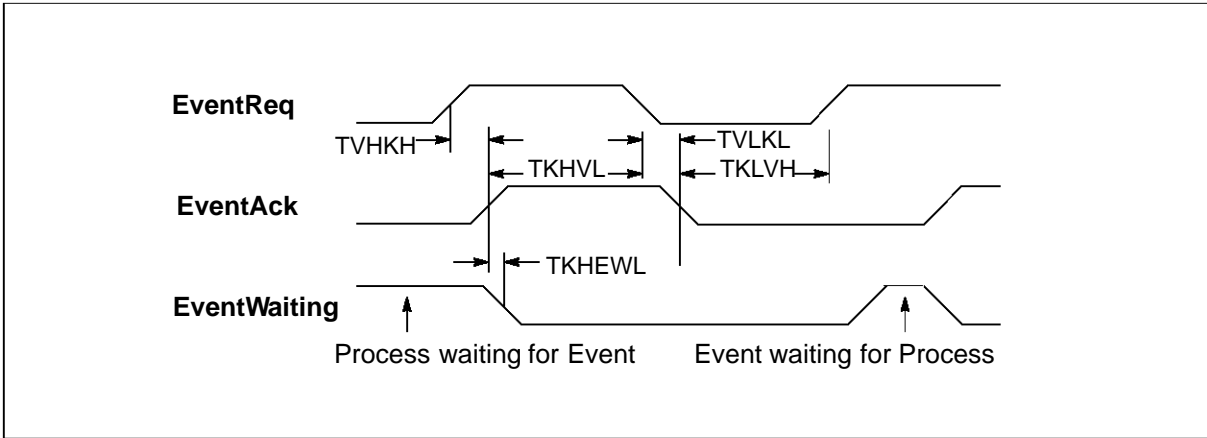 EventReq
TVHKH
TVLKL
TKHVL
TKLVH
EventAck
TKHEWL
EventWaiting
Process waiting for Event
Event waiting for Process